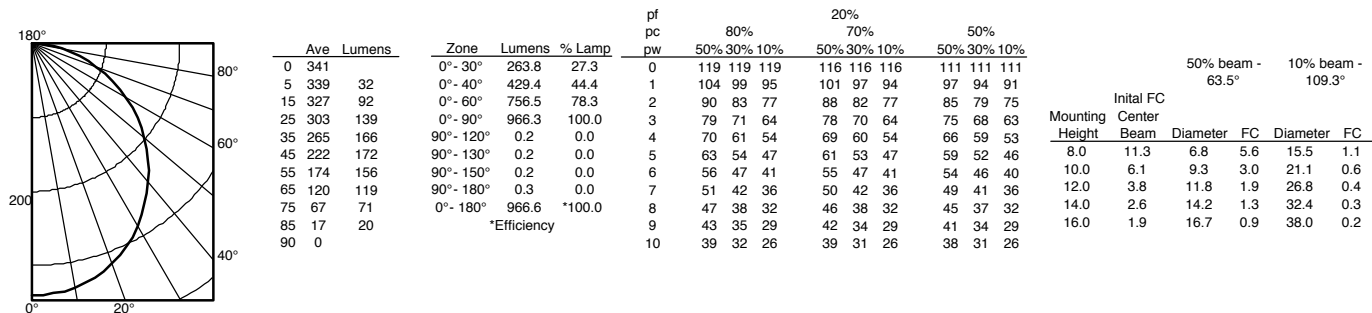 180°
80°
60°
200
40°
0° 20°
Ave Lumens
0 341
5 339 32
15 327 92
25 303 139
35 265 166
45 222 172
55 174 156
65 120 119
75 67 71
85 17 20
90 0
Zone Lumens % Lamp
0° - 30° 263.8 27.3
0° - 40° 429.4 44.4
0° - 60° 756.5 78.3
0° - 90° 966.3 100.0
90° - 120° 0.2 0.0
90° - 130° 0.2 0.0
90° - 150° 0.2 0.0
90° - 180° 0.3 0.0
0° - 180° 966.6 *100.0
*Efficiency
pf 20%
pc 80% 70% 50%
pw 50% 30% 10% 50% 30% 10% 50% 30% 10%
0 119 119 119 116 116 116 111 111 111
1 104 99 95 101 97 94 97 94 91
2 90 83 77 88 82 77 85 79 75
3 79 71 64 78 70 64 75 68 63
4 70 61 54 69 60 54 66 59 53
5 63 54 47 61 53 47 59 52 46
6 56 47 41 55 47 41 54 46 40
7 51 42 36 50 42 36 49 41 36
8 47 38 32 46 38 32 45 37 32
9 43 35 29 42 34 29 41 34 29
10 39 32 26 39 31 26 38 31 26
50% beam - 10% beam -
63.5° 109.3°
Inital FC
Mounting Center
Height Beam Diameter FC Diameter FC
8.0 11.3 6.8 5.6 15.5 1.1
10.0 6.1 9.3 3.0 21.1 0.6
12.0 3.8 11.8 1.9 26.8 0.4
14.0 2.6 14.2 1.3 32.4 0.3
16.0 1.9 16.7 0.9 38.0 0.2